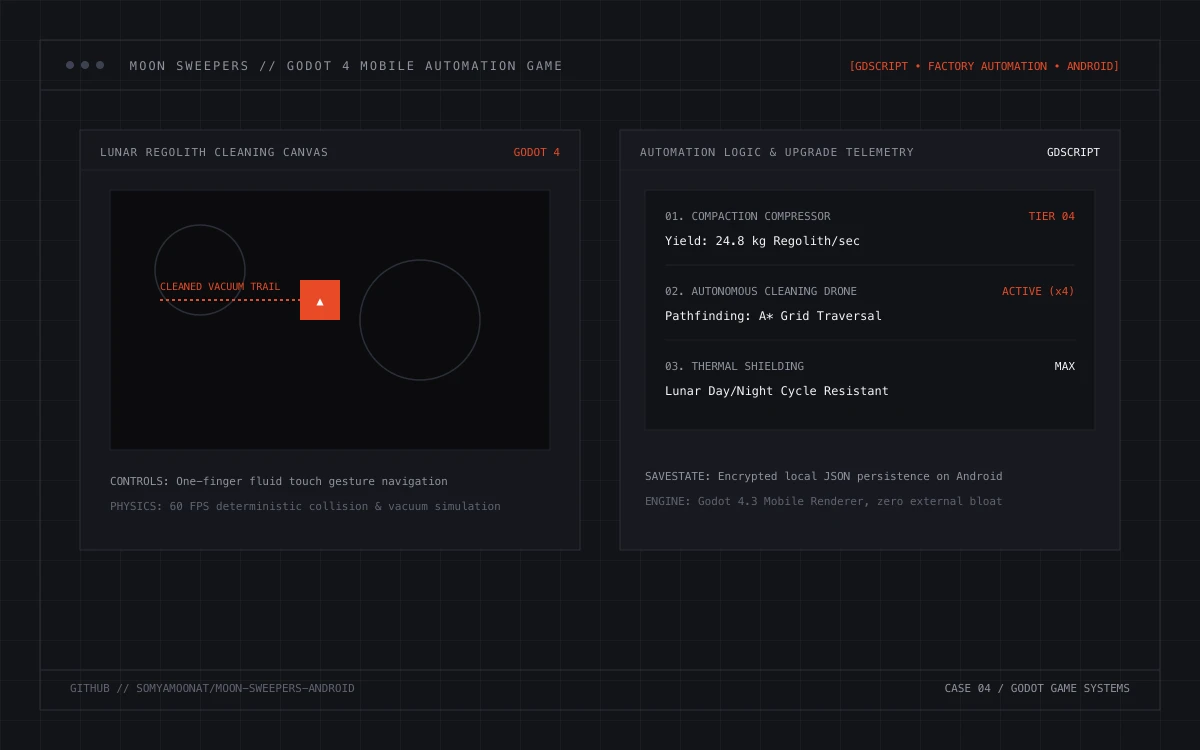 MOON SWEEPERS // GODOT 4 MOBILE AUTOMATION GAME
[GDSCRIPT • FACTORY AUTOMATION • ANDROID]
LUNAR REGOLITH CLEANING CANVAS
GODOT 4
CLEANED VACUUM TRAIL
▲
CONTROLS: One-finger fluid touch gesture navigation
PHYSICS: 60 FPS deterministic collision & vacuum simulation
AUTOMATION LOGIC & UPGRADE TELEMETRY
GDSCRIPT
01. COMPACTION COMPRESSOR
TIER 04
Yield: 24.8 kg Regolith/sec
02. AUTONOMOUS CLEANING DRONE
ACTIVE (x4)
Pathfinding: A* Grid Traversal
03. THERMAL SHIELDING
MAX
Lunar Day/Night Cycle Resistant
SAVESTATE: Encrypted local JSON persistence on Android
ENGINE: Godot 4.3 Mobile Renderer, zero external bloat
GITHUB // SOMYAMOONAT/MOON-SWEEPERS-ANDROID
CASE 04 / GODOT GAME SYSTEMS